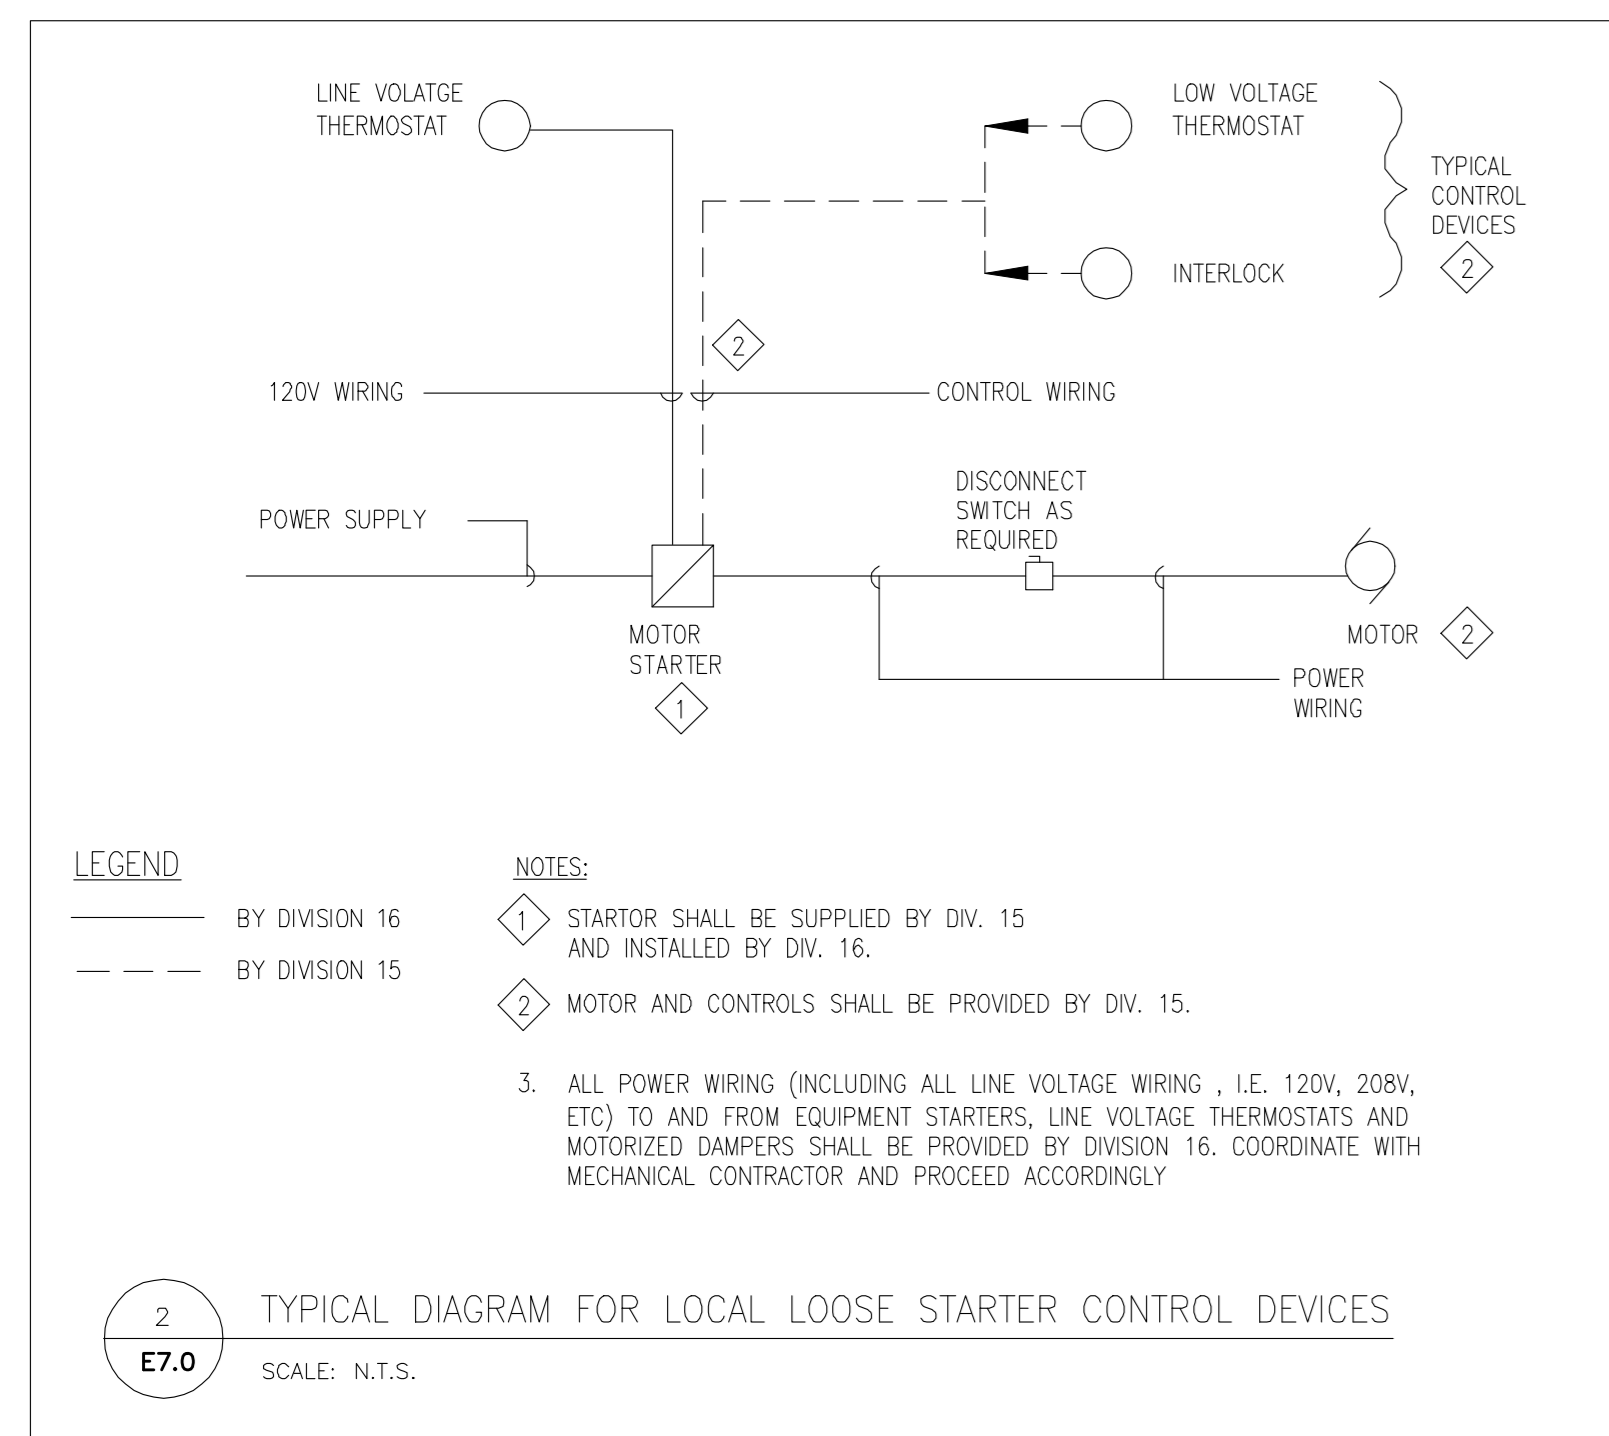 LINE VOLATGE
THERMOSTAT
LOW VOLTAGE
THERMOSTAT
TYPICAL
CONTROL
DEVICES
2
INTERLOCK
2
120V WIRING
CONTROL WIRING
POWER SUPPLY
DISCONNECT
SWITCH AS
REQUIRED
MOTOR
STARTER
1
MOTOR 2
POWER
WIRING
LEGEND
BY DIVISION 16
BY DIVISION 15
NOTES:
1 STARTOR SHALL BE SUPPLIED BY DIV. 15
AND INSTALLED BY DIV. 16.
2 MOTOR AND CONTROLS SHALL BE PROVIDED BY DIV. 15.
3. ALL POWER WIRING (INCLUDING ALL LINE VOLTAGE WIRING , I.E. 120V, 208V,
ETC) TO AND FROM EQUIPMENT STARTERS, LINE VOLTAGE THERMOSTATS AND
MOTORIZED DAMPERS SHALL BE PROVIDED BY DIVISION 16. COORDINATE WITH
MECHANICAL CONTRACTOR AND PROCEED ACCORDINGLY
2
E7.0
TYPICAL DIAGRAM FOR LOCAL LOOSE STARTER CONTROL DEVICES
SCALE: N.T.S.